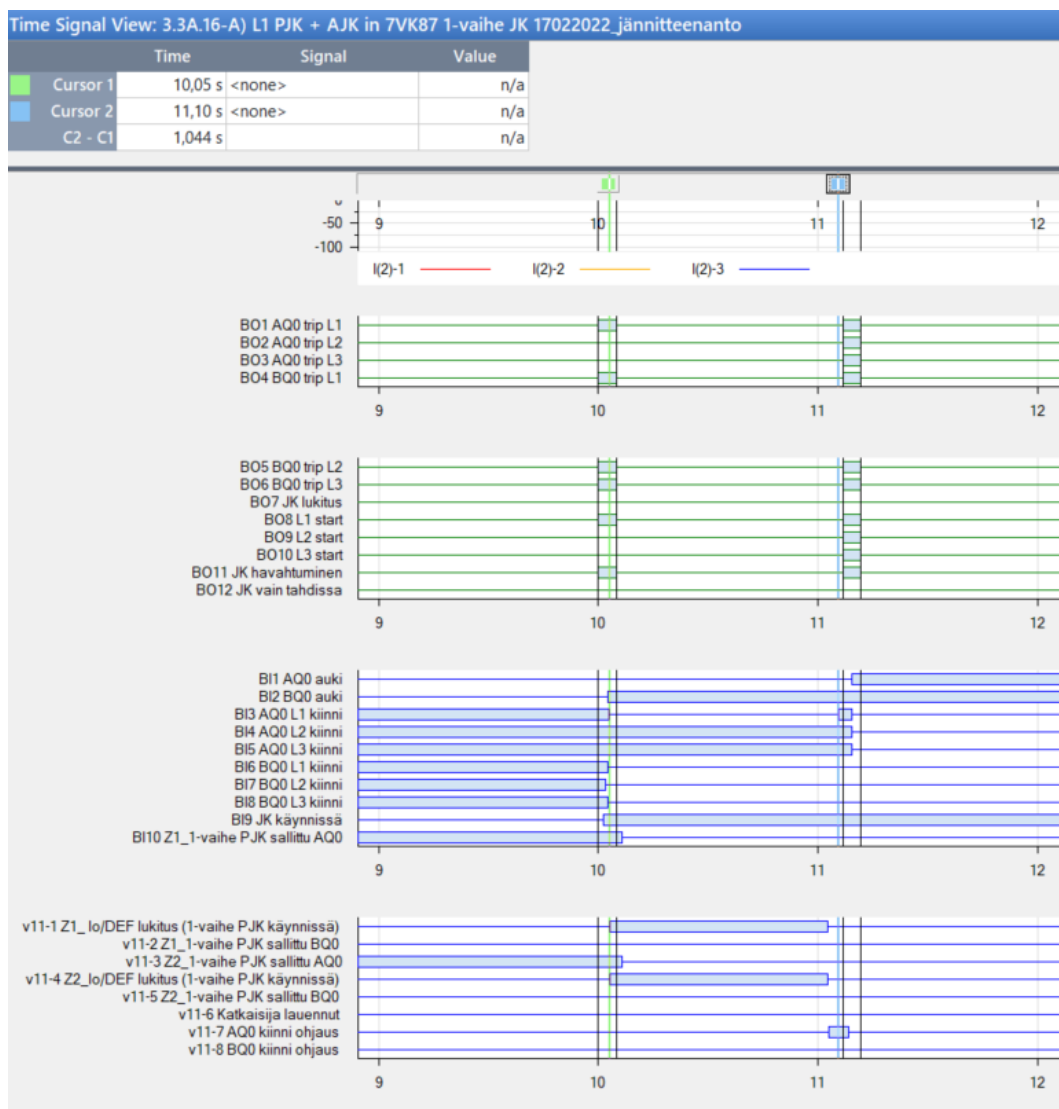 Time Signal View: 3.3A.16-A) L1 PJK + AJK in 7VK87 1-vaihe JK 17022022_jännitteenanto
Time Signal Value
Cursor 1 10,05 s <none> n/a
Cursor 2 11,10 s <none> n/a
C2 - C1 1,044 s n/a
0
-50 9 10 11 12
-100
I(2)-1 I(2)-2 I(2)-3
BO1 AQ0 trip L1
BO2 AQ0 trip L2
BO3 AQ0 trip L3
BO4 BQ0 trip L1
9 10 11 12
BO5 BQ0 trip L2
BO6 BQ0 trip L3
BO7 JK lukitus
BO8 L1 start
BO9 L2 start
BO10 L3 start
BO11 JK havahtuminen
BO12 JK vain tahdissa
9 10 11 12
BI1 AQ0 auki
BI2 BQ0 auki
BI3 AQ0 L1 kiinni
BI4 AQ0 L2 kiinni
BI5 AQ0 L3 kiinni
BI6 BQ0 L1 kiinni
BI7 BQ0 L2 kiinni
BI8 BQ0 L3 kiinni
BI9 JK käynnissä
BI10 Z1_1-vaihe PJK sallittu AQ0
9 10 11 12
v11-1 Z1_ Io/DEF lukitus (1-vaihe PJK käynnissä)
v11-2 Z1_1-vaihe PJK sallittu BQ0
v11-3 Z2_1-vaihe PJK sallittu AQ0
v11-4 Z2_Io/DEF lukitus (1-vaihe PJK käynnissä)
v11-5 Z2_1-vaihe PJK sallittu BQ0
v11-6 Katkaisija lauennut
v11-7 AQ0 kiinni ohjaus
v11-8 BQ0 kiinni ohjaus
9 10 11 12